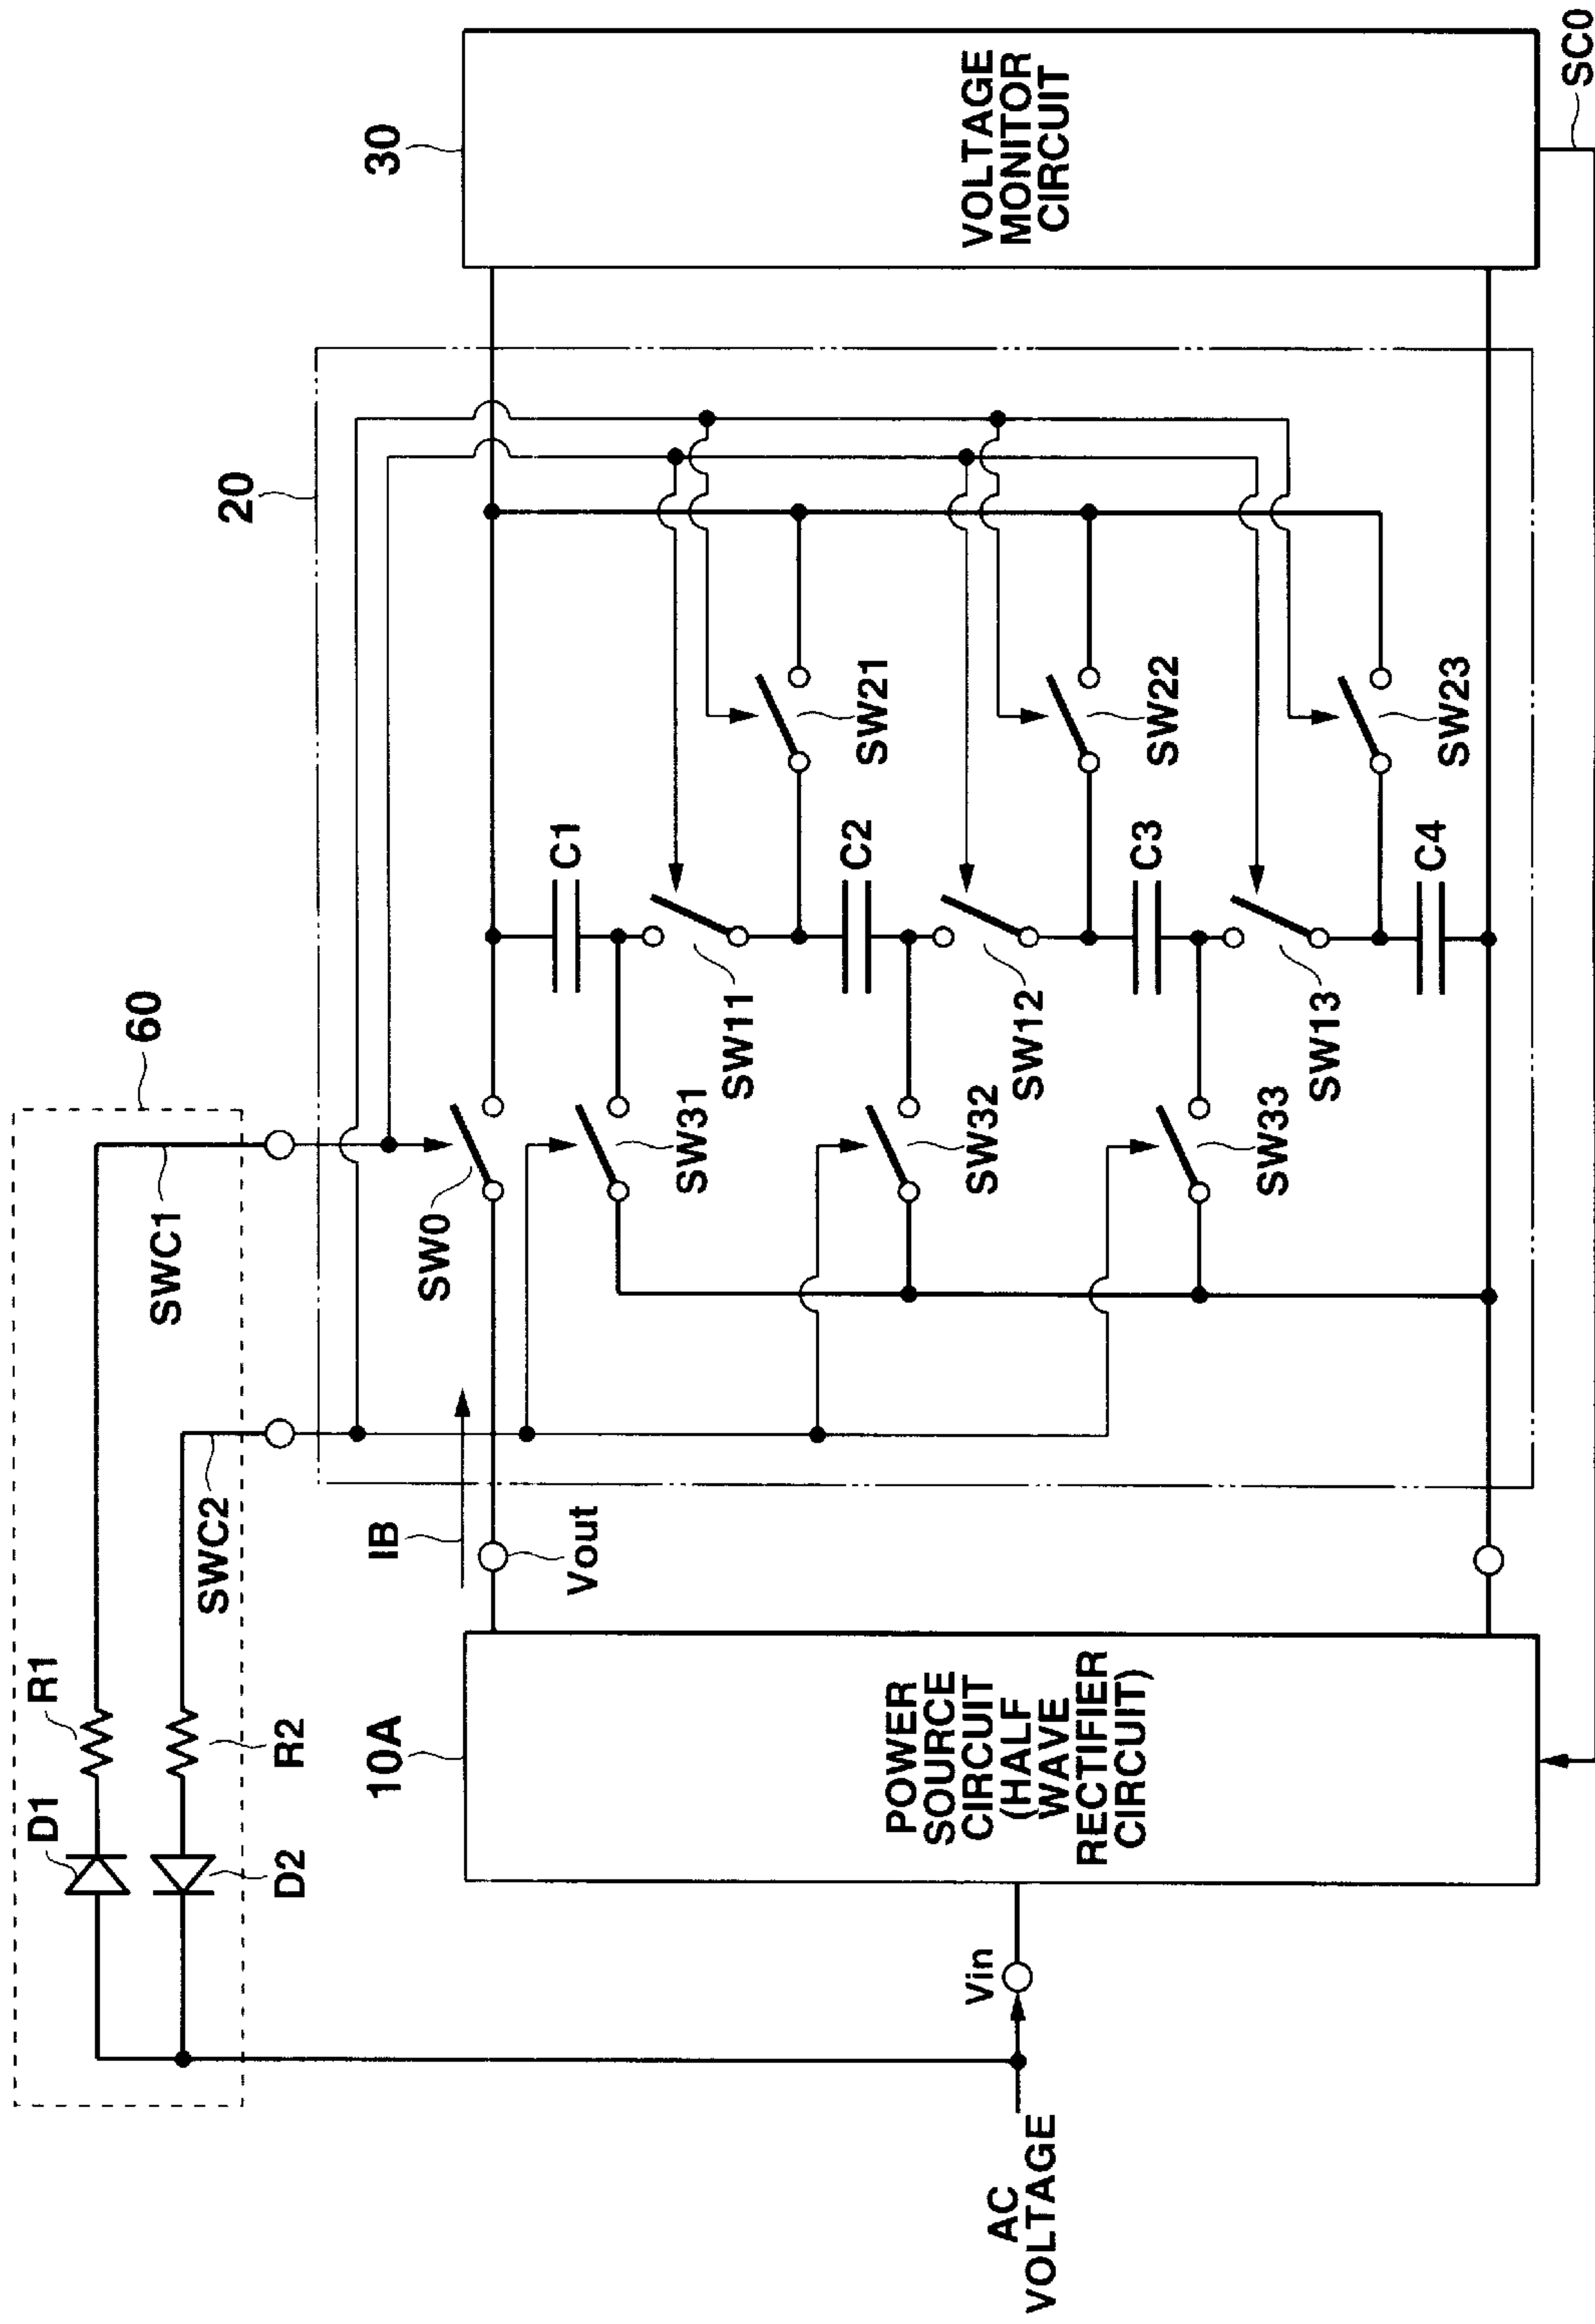 60
D1
R1
SWC1
D2
R2
SWC2
20
10A
IB
Vout
SW0
30
POWER
SOURCE
CIRCUIT
(HALF
WAVE
RECTIFIER
CIRCUIT)
Vin
AC
VOLTAGE
SW31
C1
SW11
SW21
SW32
C2
SW12
SW22
SW33
C3
SW13
SW23
C4
VOLTAGE
MONITOR
CIRCUIT
SC0